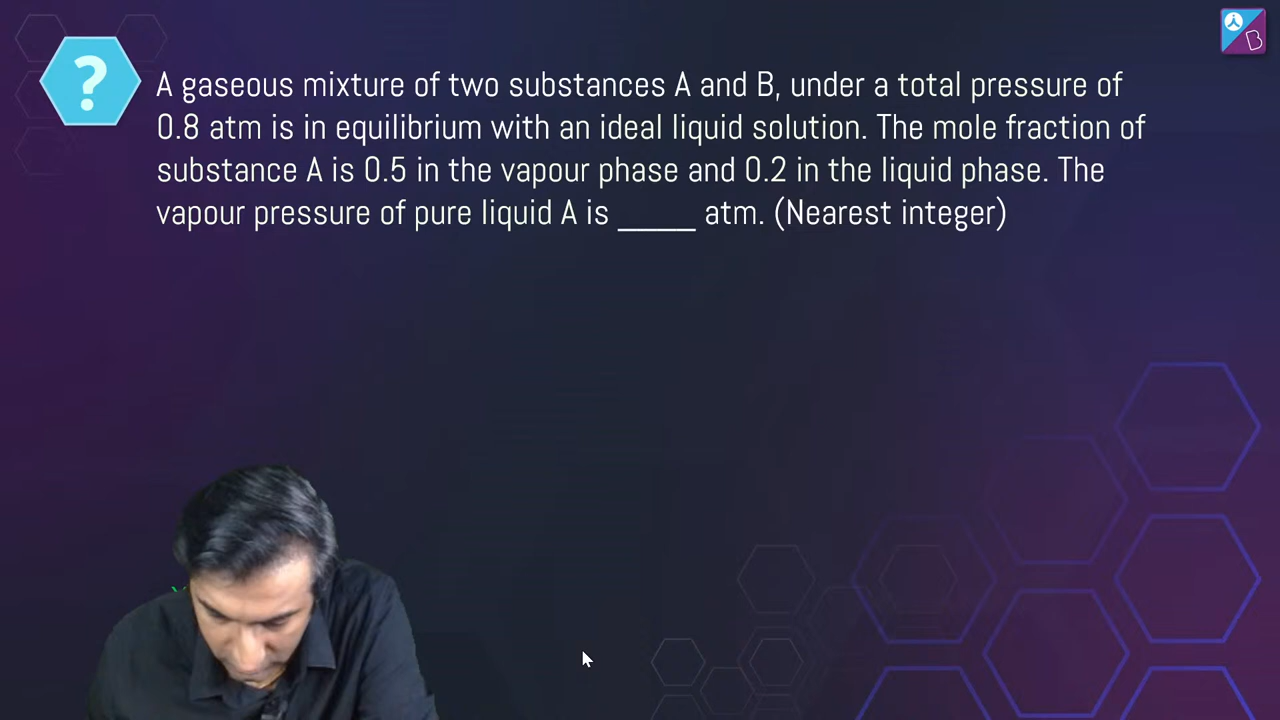 ?
A gaseous mixture of two substances A and B, under a total pressure of
0.8 atm is in equilibrium with an ideal liquid solution. The mole fraction of
substance A is 0.5 in the vapour phase and 0.2 in the liquid phase. The
vapour pressure of pure liquid A is ____ atm. (Nearest integer)
B